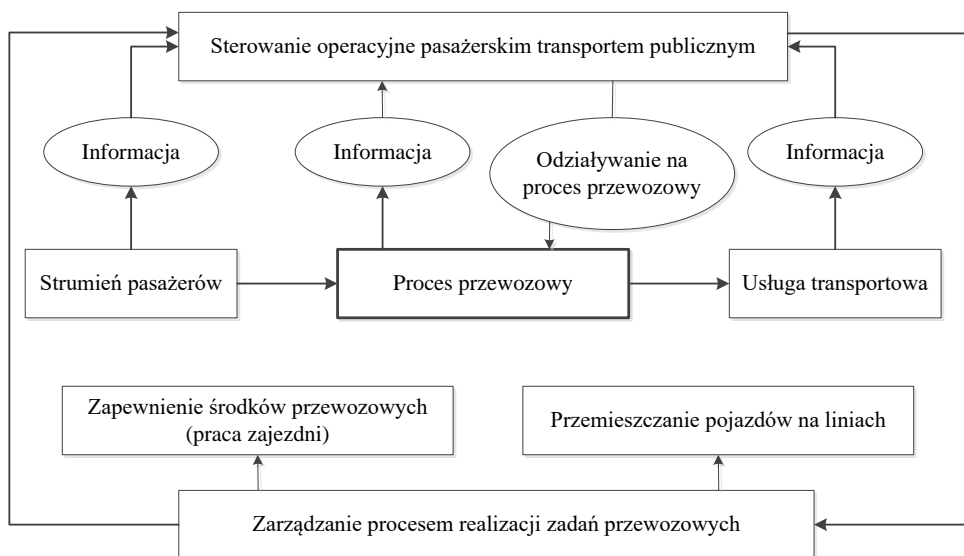 Sterowanie operacyjne pasażerskim transportem publicznym
Informacja
Informacja
Odziaływanie na
proces przewozowy
Informacja
Strumień pasażerów
Proces przewozowy
Usługa transportowa
Zapewnienie środków przewozowych
(praca zajezdni)
Przemieszczanie pojazdów na liniach
Zarządzanie procesem realizacji zadań przewozowych